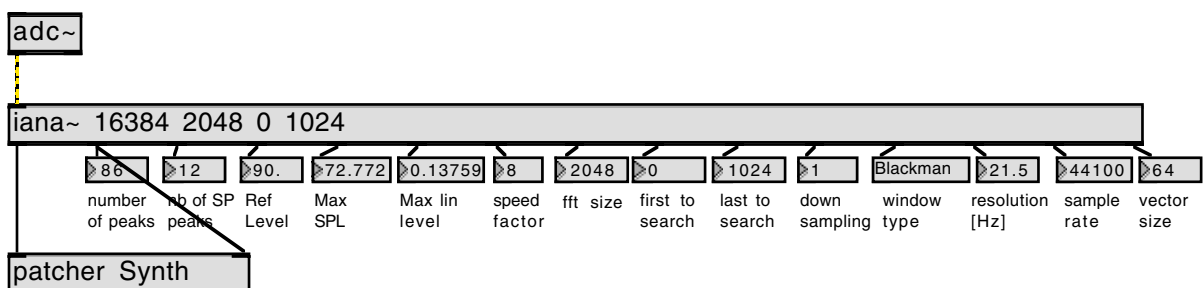 adc~
iana~ 16384 2048 0 1024
86 12 90. 72.772 0.13759 8 2048 0 1024 1 Blackman 21.5 44100 64
number nb of SP Ref Max Max lin speed fft size first to last to down window resolution sample vector
of peaks peaks Level SPL level factor search search sampling type [Hz] rate size
patcher Synth